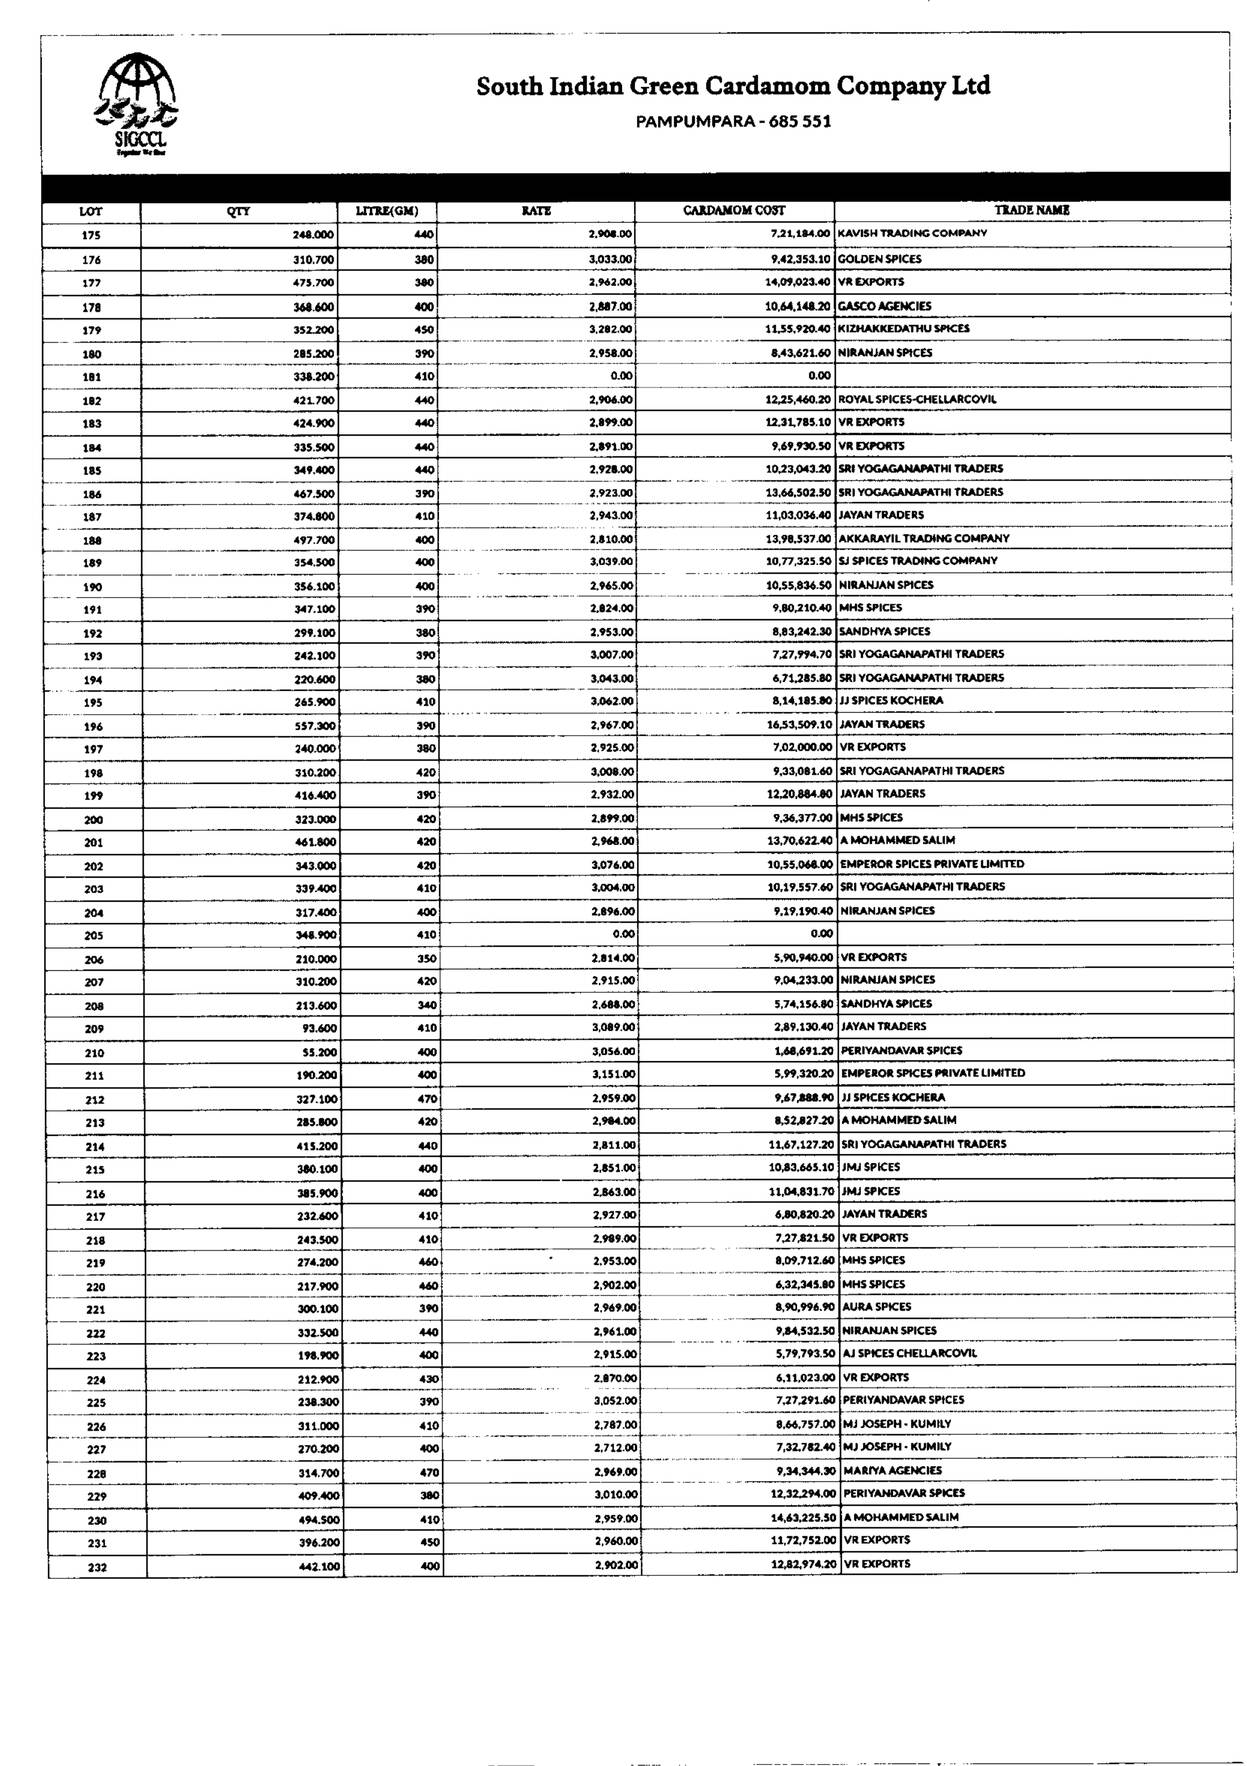 SIGCCL
Together We Rise
South Indian Green Cardamom Company Ltd
PAMPUMPARA - 685 551
LOT QTY LITRE(GM) RATE CARDAMOM COST TRADE NAME
175 248.000 440 2,908.00 7,21,184.00 KAVISH TRADING COMPANY
176 310.700 380 3,033.00 9,42,353.10 GOLDEN SPICES
177 475.700 380 2,962.00 14,09,023.40 VR EXPORTS
178 368.600 400 2,887.00 10,64,148.20 GASCO AGENCIES
179 352.200 450 3,282.00 11,55,920.40 KIZHAKKEDATHU SPICES
180 285.200 390 2,958.00 8,43,621.60 NIRANJAN SPICES
181 338.200 410 0.00 0.00
182 421.700 440 2,906.00 12,25,460.20 ROYAL SPICES-CHELLARCOVIL
183 424.900 440 2,899.00 12,31,785.10 VR EXPORTS
184 335.500 440 2,891.00 9,69,930.50 VR EXPORTS
185 349.400 440 2,928.00 10,23,043.20 SRI YOGAGANAPATHI TRADERS
186 467.500 390 2,923.00 13,66,502.50 SRI YOGAGANAPATHI TRADERS
187 374.800 410 2,943.00 11,03,036.40 JAYAN TRADERS
188 497.700 400 2,810.00 13,98,537.00 AKKARAYIL TRADING COMPANY
189 354.500 400 3,039.00 10,77,325.50 SJ SPICES TRADING COMPANY
190 356.100 400 2,965.00 10,55,836.50 NIRANJAN SPICES
191 347.100 390 2,824.00 9,80,210.40 MHS SPICES
192 299.100 380 2,953.00 8,83,242.30 SANDHYA SPICES
193 242.100 390 3,007.00 7,27,994.70 SRI YOGAGANAPATHI TRADERS
194 220.600 380 3,043.00 6,71,285.80 SRI YOGAGANAPATHI TRADERS
195 265.900 410 3,062.00 8,14,185.80 JJ SPICES KOCHERA
196 557.300 390 2,967.00 16,53,509.10 JAYAN TRADERS
197 240.000 380 2,925.00 7,02,000.00 VR EXPORTS
198 310.200 420 3,008.00 9,33,081.60 SRI YOGAGANAPATHI TRADERS
199 416.400 390 2,932.00 12,20,884.80 JAYAN TRADERS
200 323.000 420 2,899.00 9,36,377.00 MHS SPICES
201 461.800 420 2,968.00 13,70,622.40 A MOHAMMED SALIM
202 343.000 420 3,076.00 10,55,068.00 EMPEROR SPICES PRIVATE LIMITED
203 339.400 410 3,004.00 10,19,557.60 SRI YOGAGANAPATHI TRADERS
204 317.400 400 2,896.00 9,19,190.40 NIRANJAN SPICES
205 348.900 410 0.00 0.00
206 210.000 350 2,814.00 5,90,940.00 VR EXPORTS
207 310.200 420 2,915.00 9,04,233.00 NIRANJAN SPICES
208 213.600 340 2,688.00 5,74,156.80 SANDHYA SPICES
209 93.600 410 3,089.00 2,89,130.40 JAYAN TRADERS
210 55.200 400 3,056.00 1,68,691.20 PERIYANDAVAR SPICES
211 190.200 400 3,151.00 5,99,320.20 EMPEROR SPICES PRIVATE LIMITED
212 327.100 470 2,959.00 9,67,888.90 JJ SPICES KOCHERA
213 285.800 420 2,984.00 8,52,827.20 A MOHAMMED SALIM
214 415.200 440 2,811.00 11,67,127.20 SRI YOGAGANAPATHI TRADERS
215 380.100 400 2,851.00 10,83,665.10 JMJ SPICES
216 385.900 400 2,863.00 11,04,831.70 JMJ SPICES
217 232.600 410 2,927.00 6,80,820.20 JAYAN TRADERS
218 243.500 410 2,989.00 7,27,821.50 VR EXPORTS
219 274.200 460 2,953.00 8,09,712.60 MHS SPICES
220 217.900 460 2,902.00 6,32,345.80 MHS SPICES
221 300.100 390 2,969.00 8,90,996.90 AURA SPICES
222 332.500 440 2,961.00 9,84,532.50 NIRANJAN SPICES
223 198.900 400 2,915.00 5,79,793.50 AJ SPICES CHELLARCOVIL
224 212.900 430 2,870.00 6,11,023.00 VR EXPORTS
225 238.300 390 3,052.00 7,27,291.60 PERIYANDAVAR SPICES
226 311.000 410 2,787.00 8,66,757.00 MJ JOSEPH - KUMILY
227 270.200 400 2,712.00 7,32,782.40 MJ JOSEPH - KUMILY
228 314.700 470 2,969.00 9,34,344.30 MARIYA AGENCIES
229 409.400 380 3,010.00 12,32,294.00 PERIYANDAVAR SPICES
230 494.500 410 2,959.00 14,63,225.50 A MOHAMMED SALIM
231 396.200 450 2,960.00 11,72,752.00 VR EXPORTS
232 442.100 400 2,902.00 12,82,974.20 VR EXPORTS